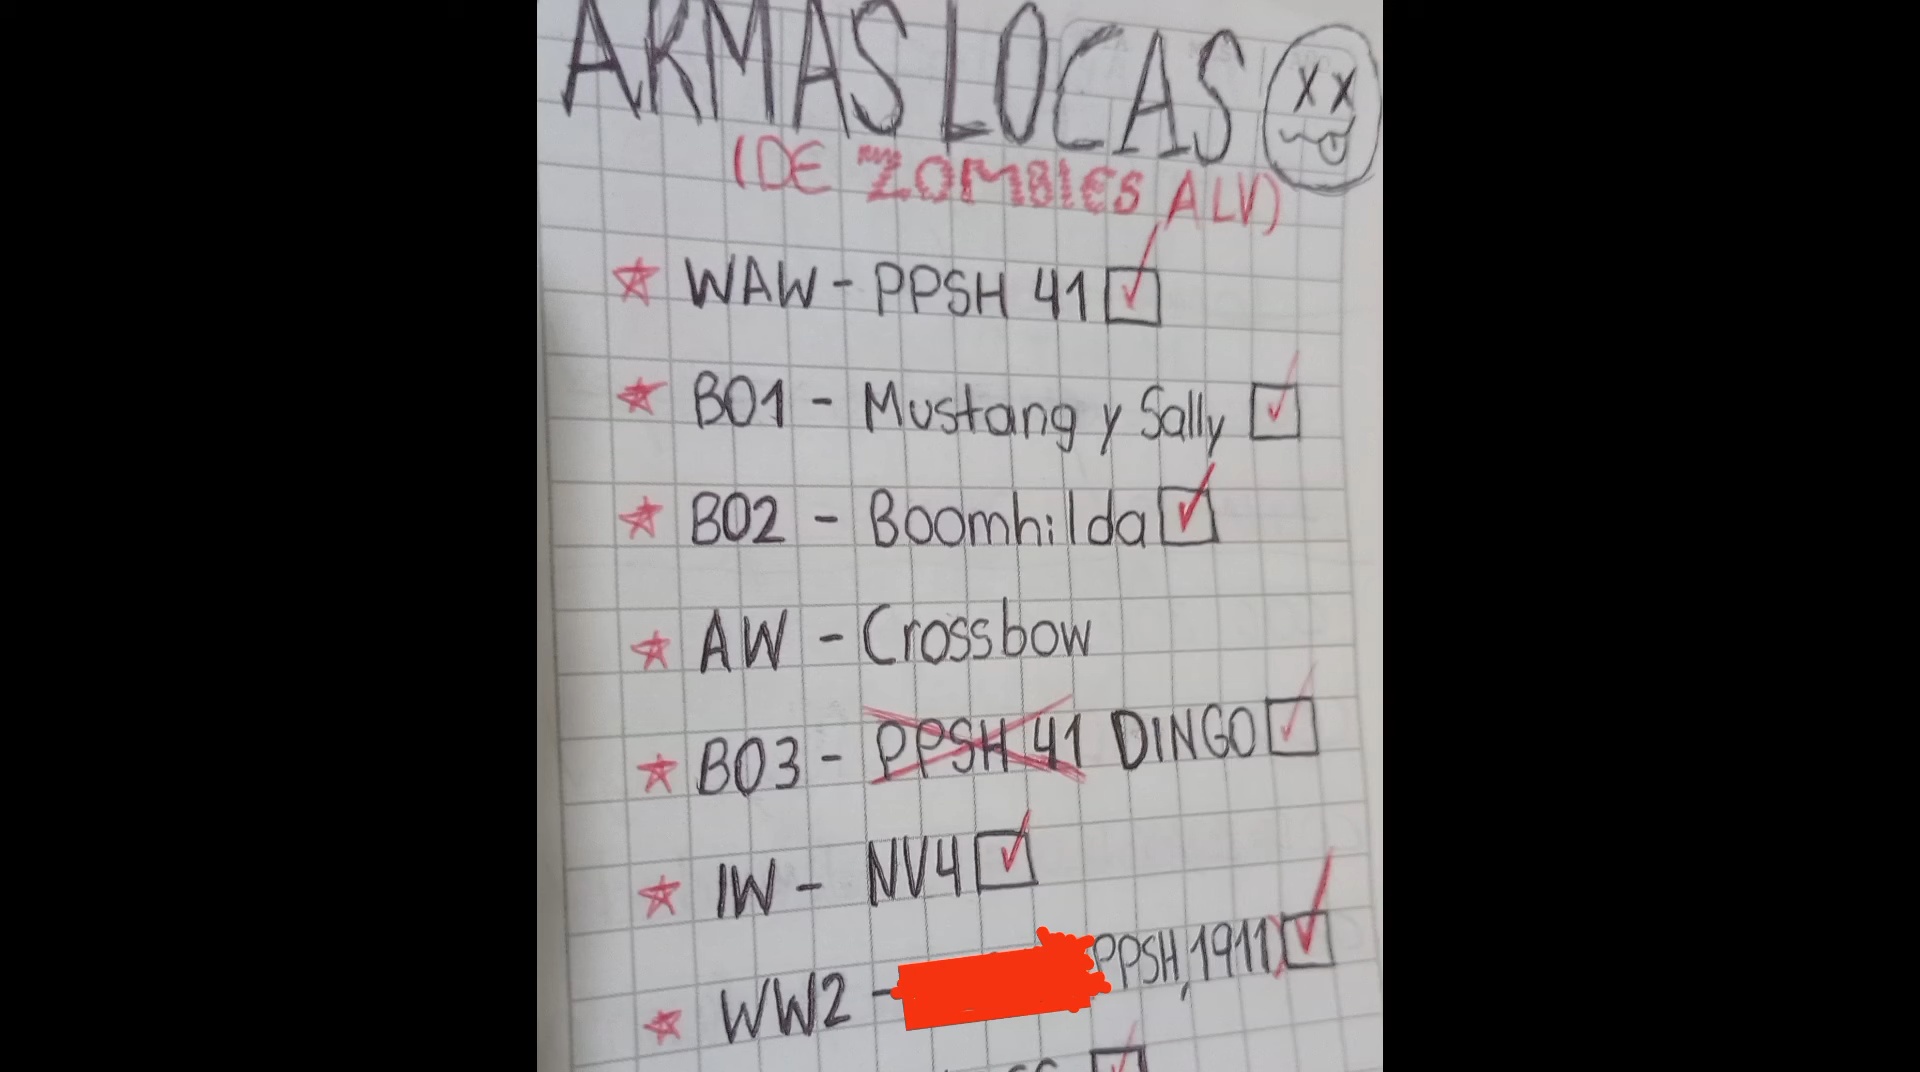 ARMAS LOCAS
(DE ZOMBIES ALV)
WAW - PPSH 41
BO1 - Mustang y Sally
BO2 - Boomhilda
AW - Crossbow
BO3 - PPSH 41 DINGO
IW - NV4
WW2 - PPSH, 1911)